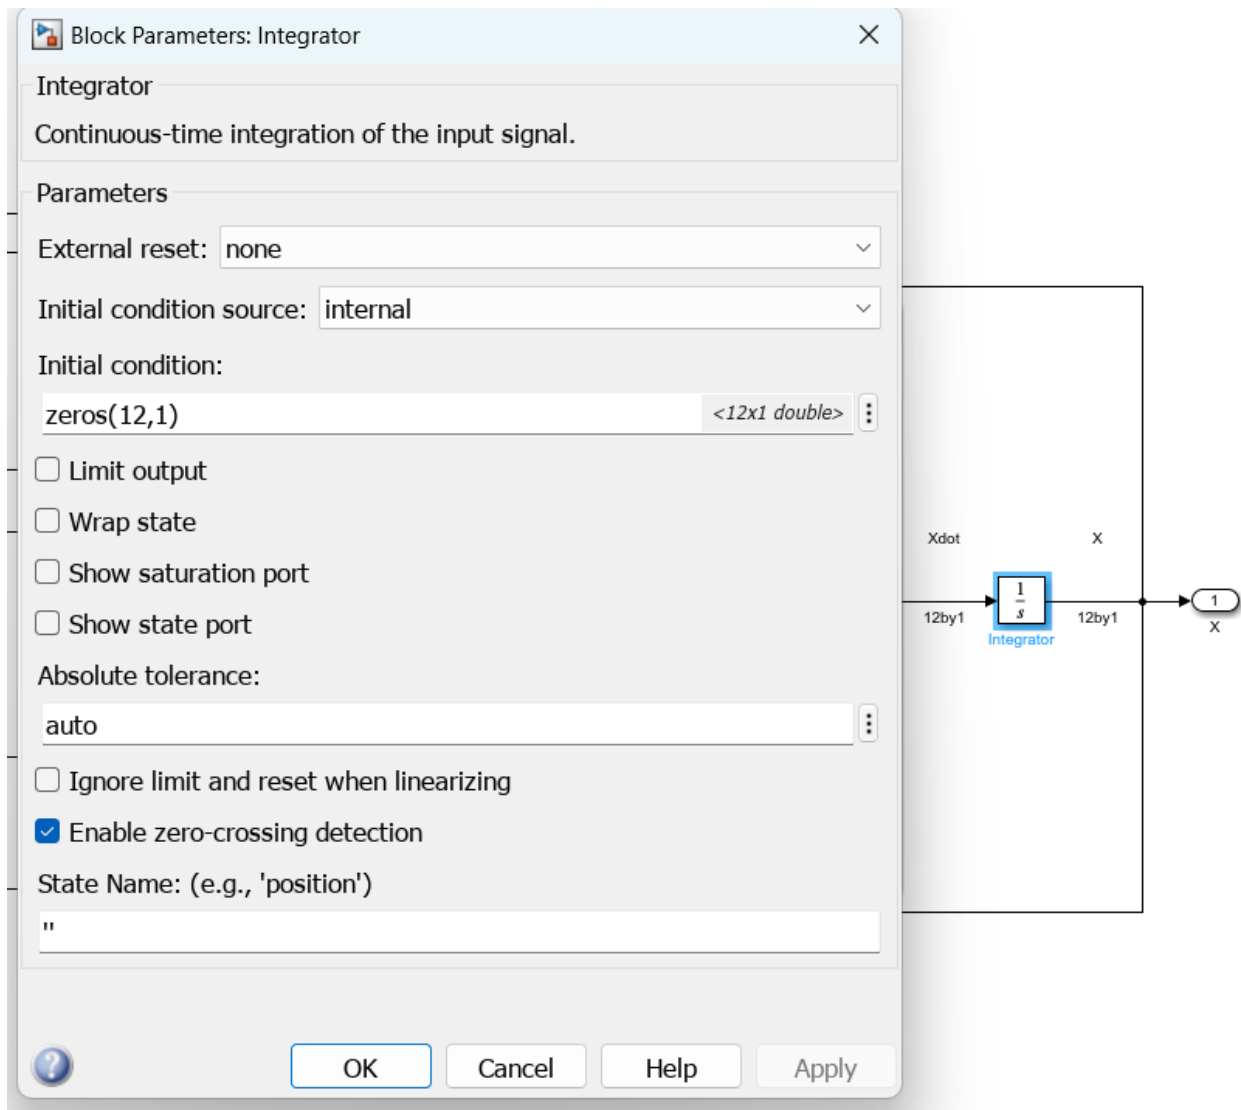 Block Parameters: Integrator
Integrator
Continuous-time integration of the input signal.
Parameters
External reset: none
Initial condition source: internal
Initial condition:
zeros(12,1) <12x1 double>
Limit output
Wrap state
Show saturation port
Show state port
Absolute tolerance:
auto
Ignore limit and reset when linearizing
Enable zero-crossing detection
State Name: (e.g., 'position')
''
OK Cancel Help Apply
Xdot X
1
s
1
12by1 12by1
X
Integrator